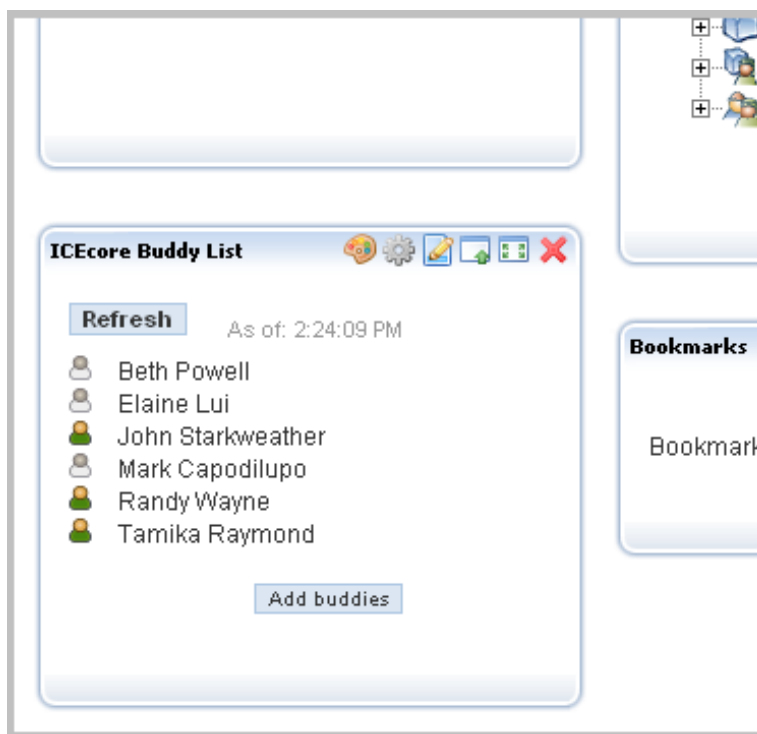 ICEcore Buddy List
Refresh
As of: 2:24:09 PM
Beth Powell
Elaine Lui
John Starkweather
Mark Capodilupo
Randy Wayne
Tamika Raymond
Add buddies
Bookmarks
Bookmark